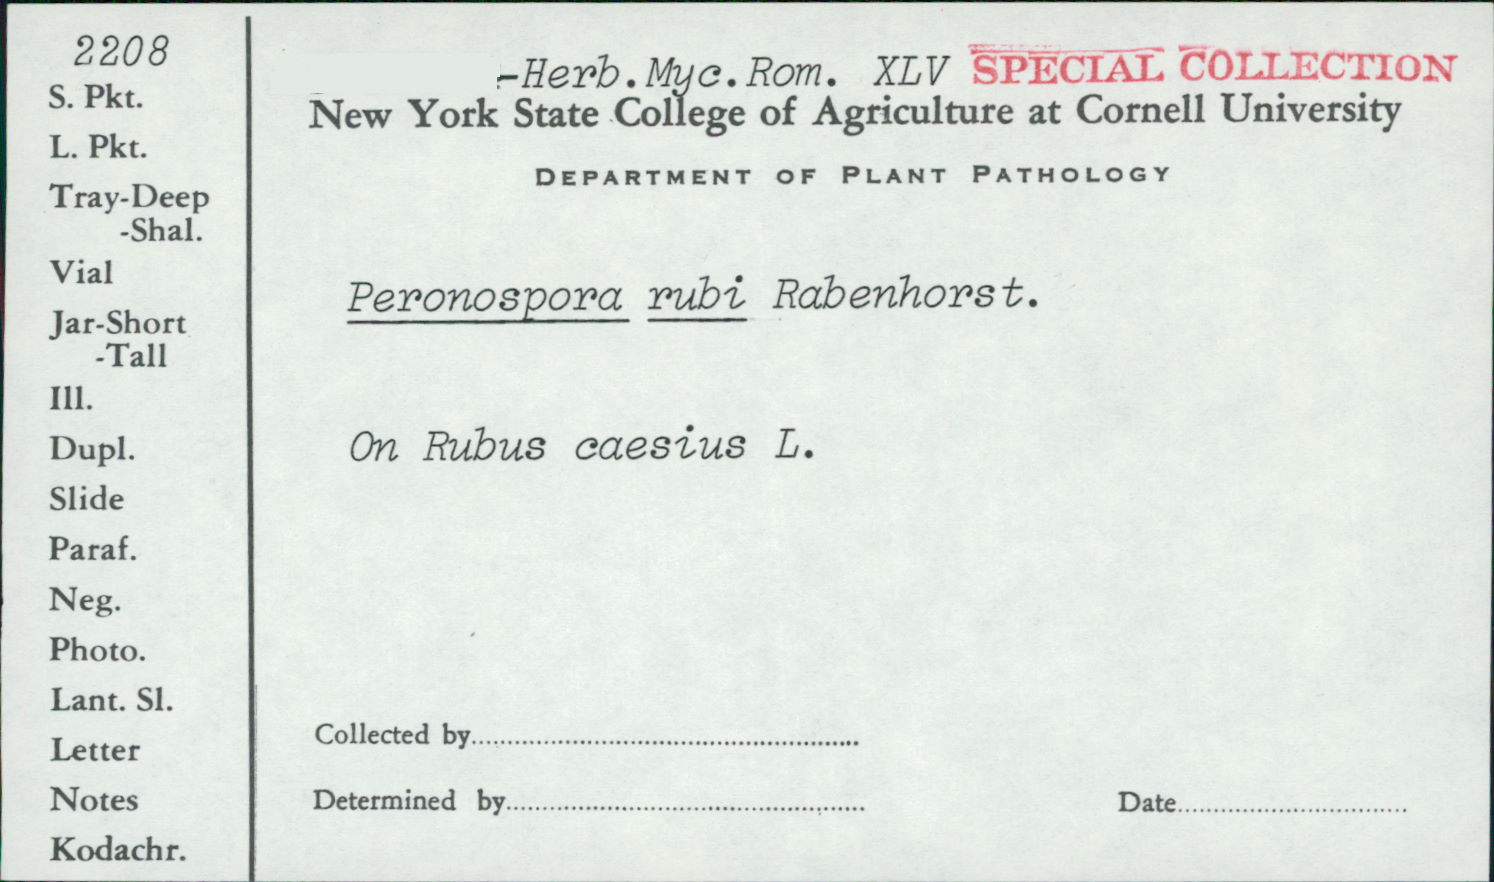 2208
S. Pkt.
L. Pkt.
Tray-Deep
-Shal.
Vial
Jar-Short
-Tall
Ill.
Dupl.
Slide
Paraf.
Neg.
Photo.
Lant. Sl.
Letter
Notes
Kodachr.
-Herb.Myc.Rom. XLV SPECIAL COLLECTION
New York State College of Agriculture at Cornell University
DEPARTMENT OF PLANT PATHOLOGY
Peronospora rubi Rabenhorst.
On Rubus caesius L.
Collected by
Determined by
Date